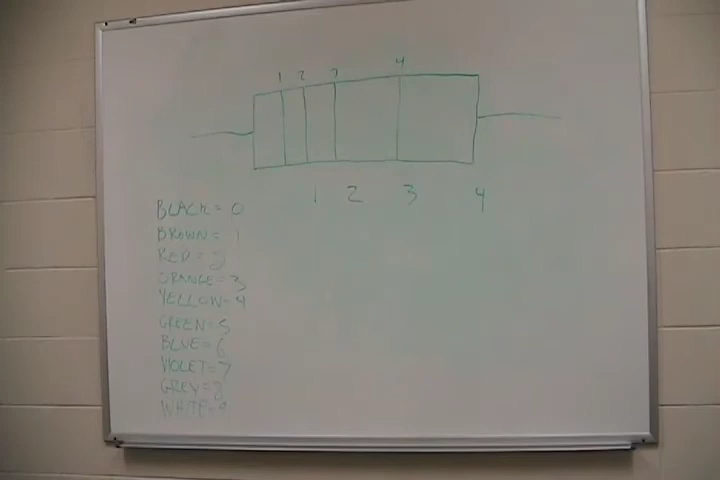 1 2 3 4
1 2 3 4
BLACK = 0
BROWN = 1
RED = 2
ORANGE = 3
YELLOW = 4
GREEN = 5
BLUE = 6
VIOLET = 7
GREY = 8
WHITE = 9